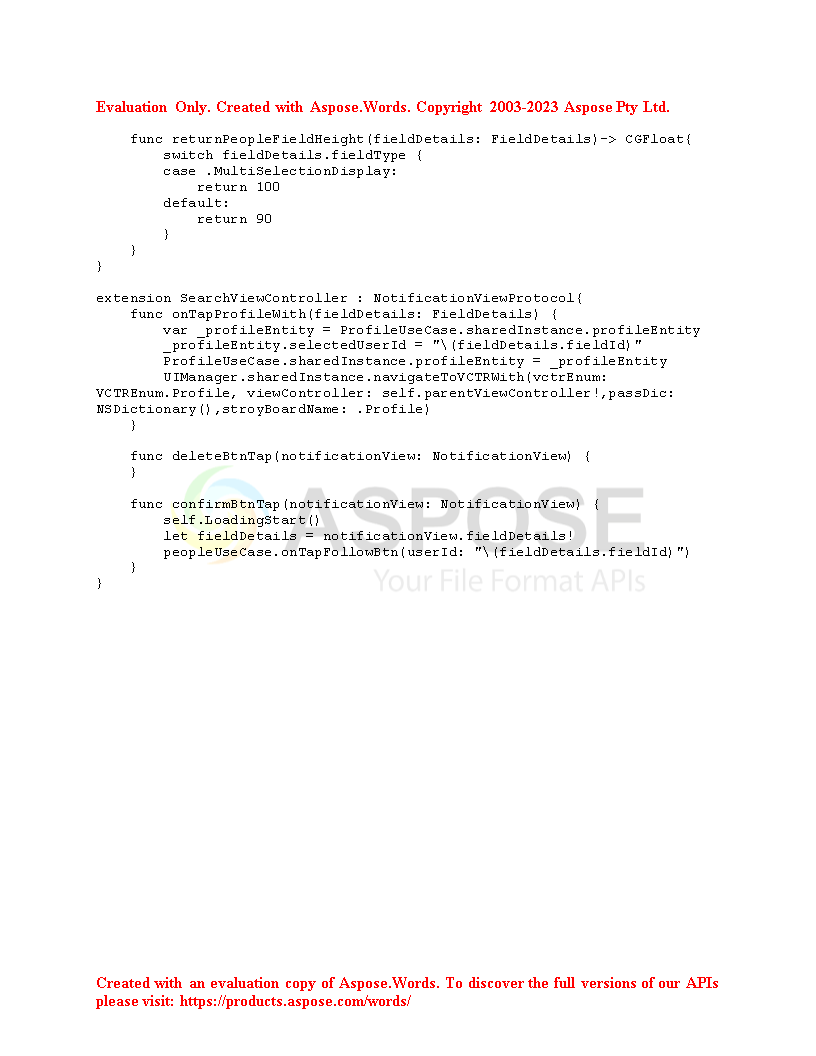 Evaluation Only. Created with Aspose.Words. Copyright 2003-2023 Aspose Pty Ltd.
    func returnPeopleFieldHeight(fieldDetails: FieldDetails)-> CGFloat{
        switch fieldDetails.fieldType {
        case .MultiSelectionDisplay:
            return 100
        default:
            return 90
        }
    }
}
extension SearchViewController : NotificationViewProtocol{
    func onTapProfileWith(fieldDetails: FieldDetails) {
        var _profileEntity = ProfileUseCase.sharedInstance.profileEntity
        _profileEntity.selectedUserId = "\(fieldDetails.fieldId)"
        ProfileUseCase.sharedInstance.profileEntity = _profileEntity
        UIManager.sharedInstance.navigateToVCTRWith(vctrEnum:
VCTREnum.Profile, viewController: self.parentViewController!,passDic:
NSDictionary(),stroyBoardName: .Profile)
    }
    func deleteBtnTap(notificationView: NotificationView) {
    }
    func confirmBtnTap(notificationView: NotificationView) {
        self.LoadingStart()
        let fieldDetails = notificationView.fieldDetails!
        peopleUseCase.onTapFollowBtn(userId: "\(fieldDetails.fieldId)")
    }
}
ASPOSE
Your File Format APIs
Created with an evaluation copy of Aspose.Words. To discover the full versions of our APIs
please visit: https://products.aspose.com/words/